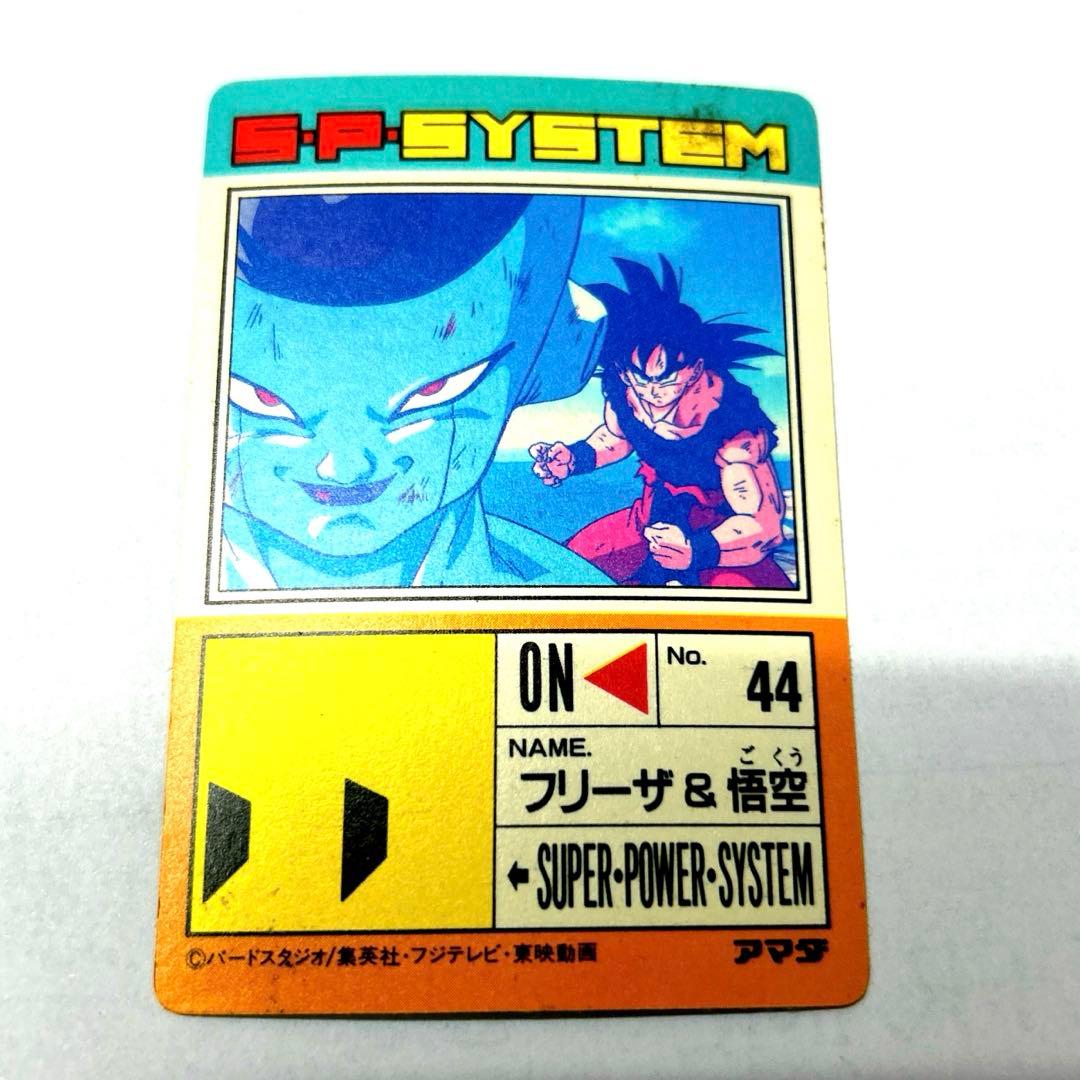 S・P・SYSTEM
ON
No.
44
NAME.
ご くう
フリーザ & 悟空
←SUPER・POWER・SYSTEM
©バードスタジオ/集英社・フジテレビ・東映動画
アマダ